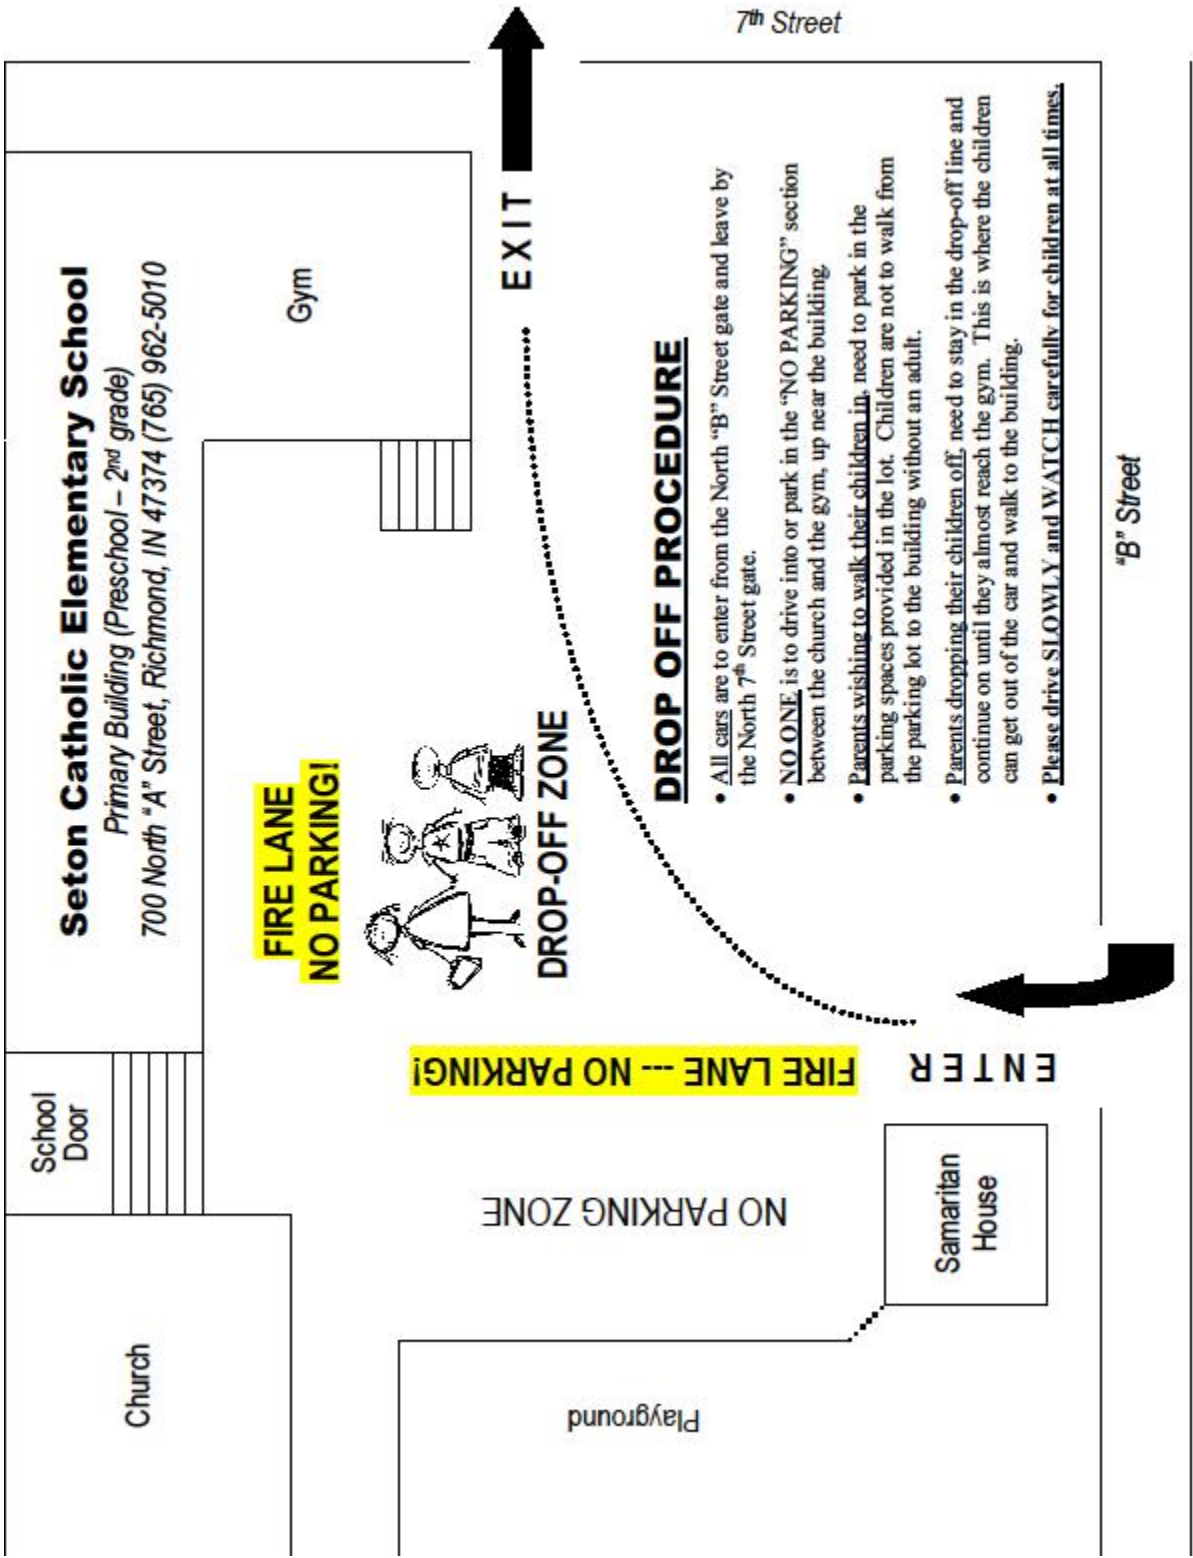 Seton Catholic Elementary School
Primary Building (Preschool – 2nd grade)
700 North "A" Street, Richmond, IN 47374 (765) 962-5010
Church
School
Door
Gym
FIRE LANE
NO PARKING!
DROP-OFF ZONE
EXIT
7th Street
FIRE LANE --- NO PARKING!
NO PARKING ZONE
Playground
Samaritan
House
ENTER
DROP OFF PROCEDURE
• All cars are to enter from the North “B” Street gate and leave by
the North 7th Street gate.
• NO ONE is to drive into or park in the “NO PARKING” section
between the church and the gym, up near the building.
• Parents wishing to walk their children in, need to park in the
parking spaces provided in the lot. Children are not to walk from
the parking lot to the building without an adult.
• Parents dropping their children off, need to stay in the drop-off line and
continue on until they almost reach the gym. This is where the children
can get out of the car and walk to the building.
• Please drive SLOWLY and WATCH carefully for children at all times.
"B" Street